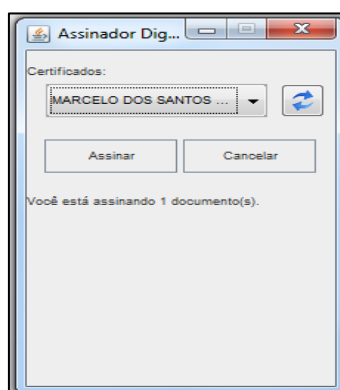 Assinador Dig...
Certificados:
MARCELO DOS SANTOS ...
Assinar Cancelar
Você está assinando 1 documento(s).